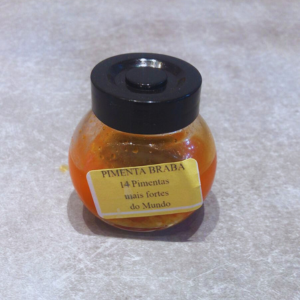 PIMENTA BRABA
14 Pimentas
mais fortes
do Mundo